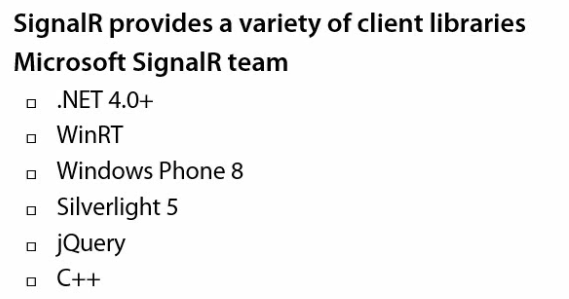 SignalR provides a variety of client libraries
Microsoft SignalR team
▫ .NET 4.0+
▫ WinRT
▫ Windows Phone 8
▫ Silverlight 5
▫ jQuery
▫ C++